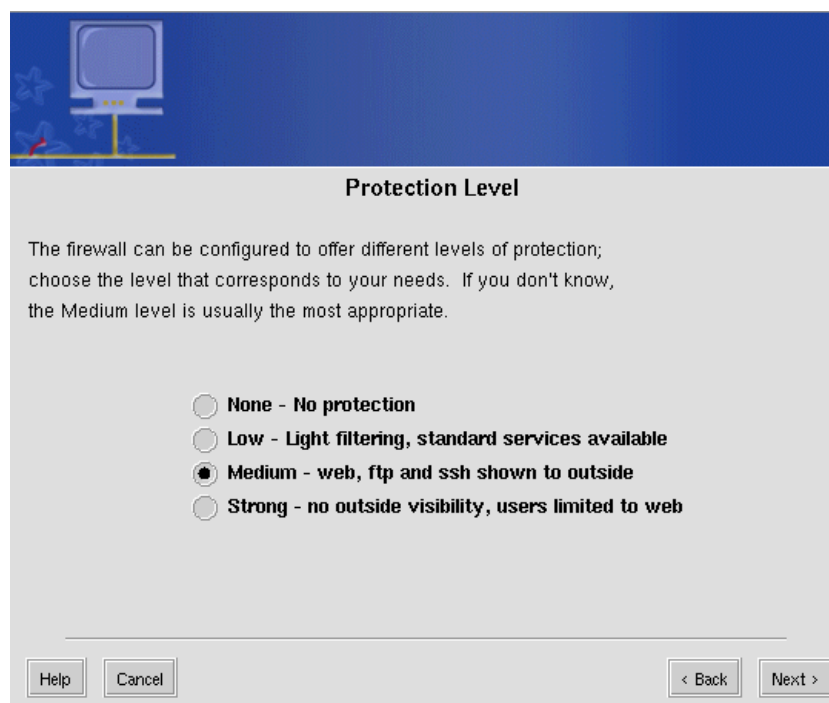 Protection Level
The firewall can be configured to offer different levels of protection;
choose the level that corresponds to your needs.  If you don't know,
the Medium level is usually the most appropriate.
None - No protection
Low - Light filtering, standard services available
Medium - web, ftp and ssh shown to outside
Strong - no outside visibility, users limited to web
Help
Cancel
< Back
Next >